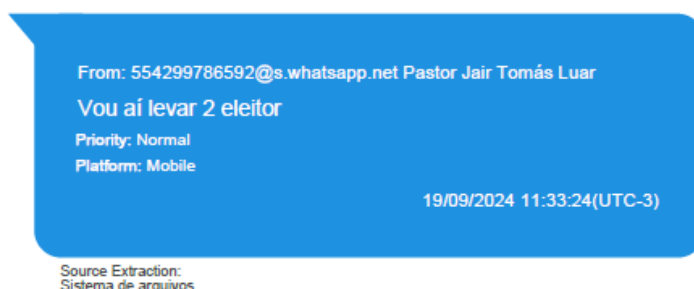 From: 554299786592@s.whatsapp.net Pastor Jair Tomás Luar
Vou aí levar 2 eleitor
Priority: Normal
Platform: Mobile
19/09/2024 11:33:24(UTC-3)
Source Extraction:
Sistema de arquivos